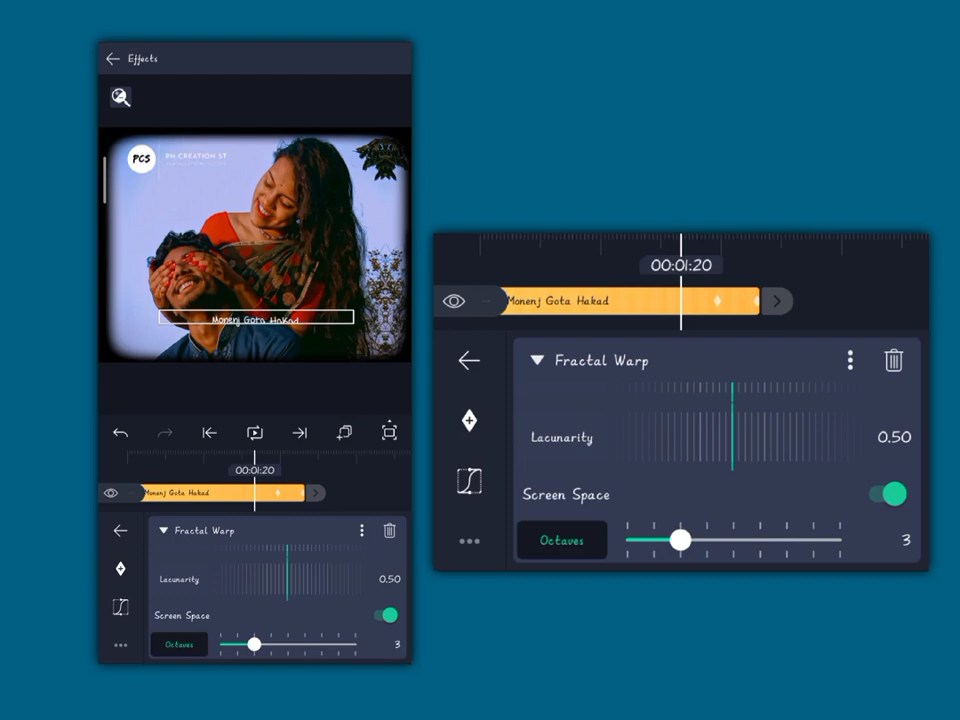 Effects
PCS
PH CREATION ST
Monenj Gota Hakad
00:01:20
Monenj Gota Hakad
Fractal Warp
Lacunarity
0.50
Screen Space
Octaves
3
00:01:20
Monenj Gota Hakad
Fractal Warp
Lacunarity
0.50
Screen Space
Octaves
3